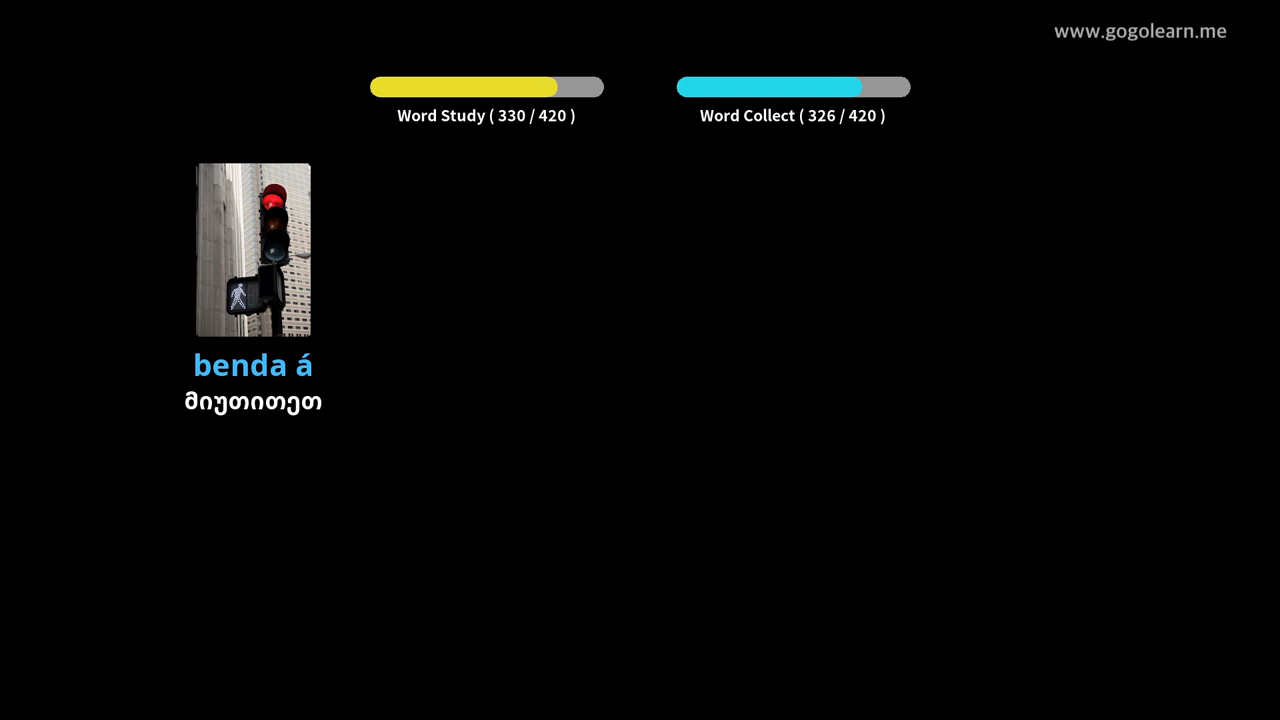 www.gogolearn.me
Word Study ( 330 / 420 )
Word Collect ( 326 / 420 )
benda á
მიუთითეთ